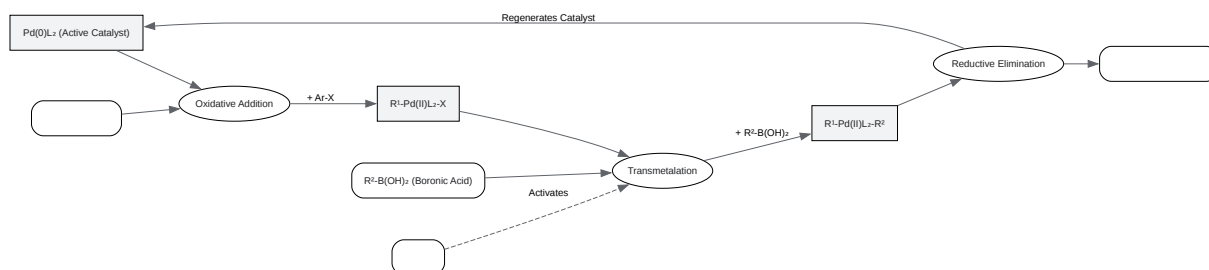 Regenerates Catalyst
Pd(0)L₂ (Active Catalyst)
Reductive Elimination
Oxidative Addition
+ Ar-X
R¹-Pd(II)L₂-X
R¹-Pd(II)L₂-R²
+ R²-B(OH)₂
R²-B(OH)₂ (Boronic Acid)
Transmetalation
Activates